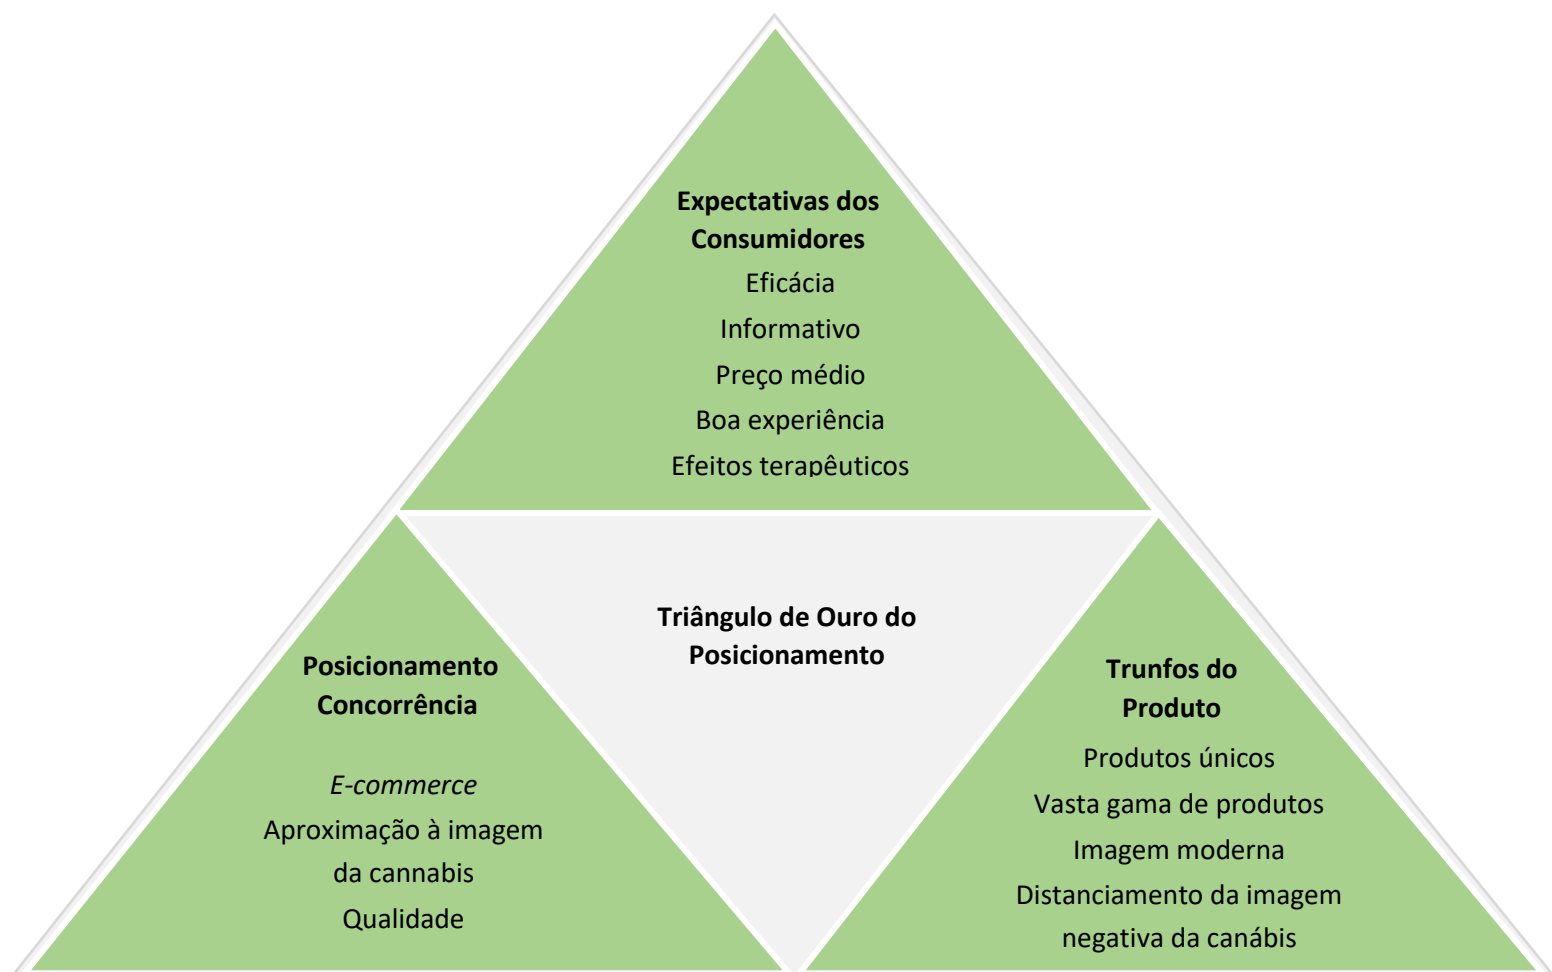 Expectativas dos
Consumidores
Eficácia
Informativo
Preço médio
Boa experiência
Efeitos terapêuticos
Triângulo de Ouro do
Posicionamento
Posicionamento
Concorrência
E-commerce
Aproximação à imagem
da cannabis
Qualidade
Trunfos do
Produto
Produtos únicos
Vasta gama de produtos
Imagem moderna
Distanciamento da imagem
negativa da canábis